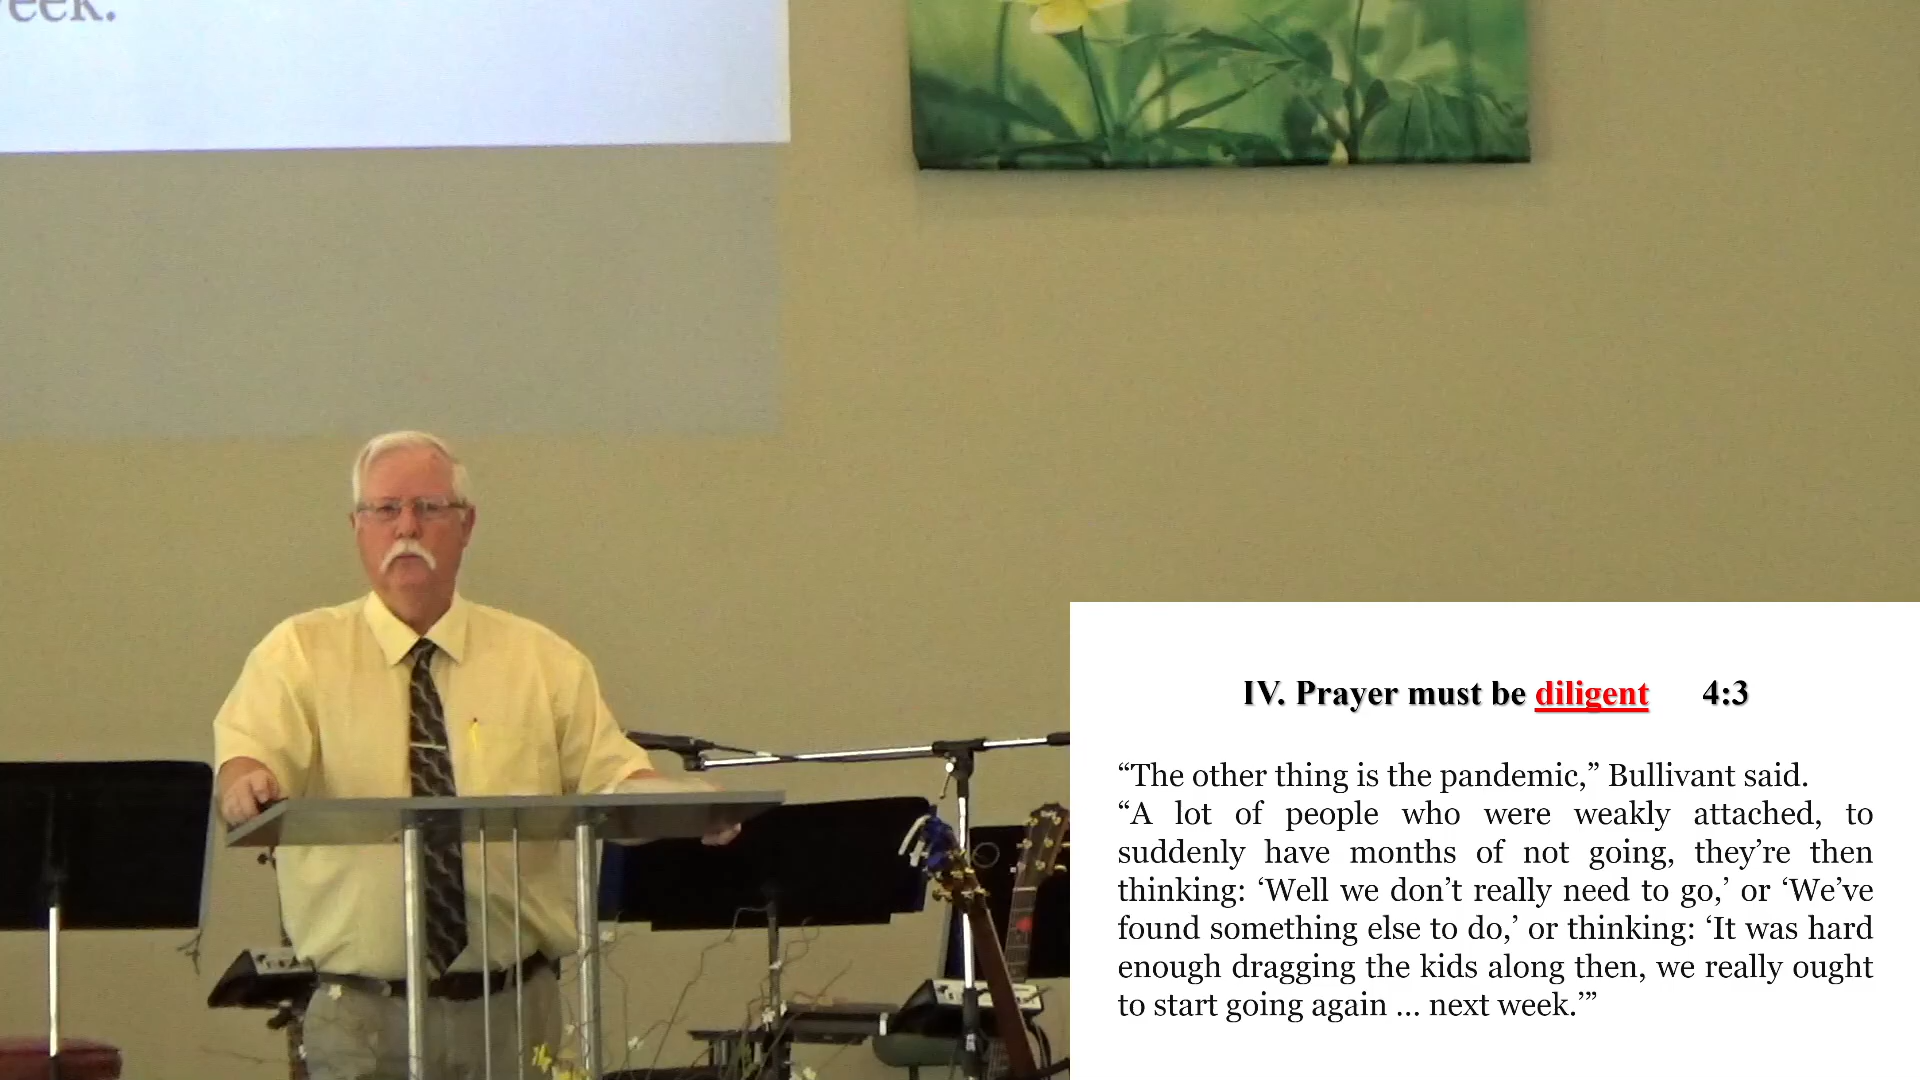 eek.
IV. Prayer must be diligent 4:3
“The other thing is the pandemic,” Bullivant said.
“A lot of people who were weakly attached, to
suddenly have months of not going, they’re then
thinking: ‘Well we don’t really need to go,’ or ‘We’ve
found something else to do,’ or thinking: ‘It was hard
enough dragging the kids along then, we really ought
to start going again ... next week.’”